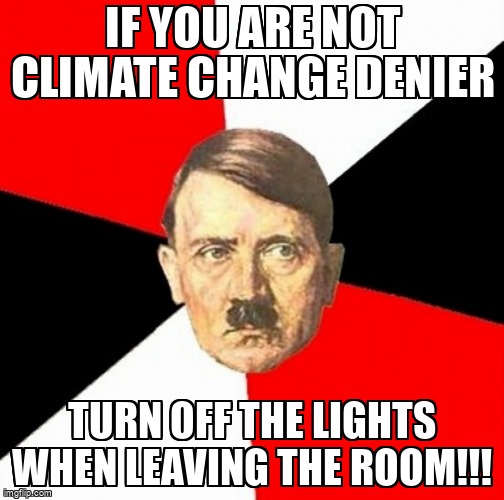 IF YOU ARE NOT
CLIMATE CHANGE DENIER
TURN OFF THE LIGHTS
WHEN LEAVING THE ROOM!!!
imgflip.com